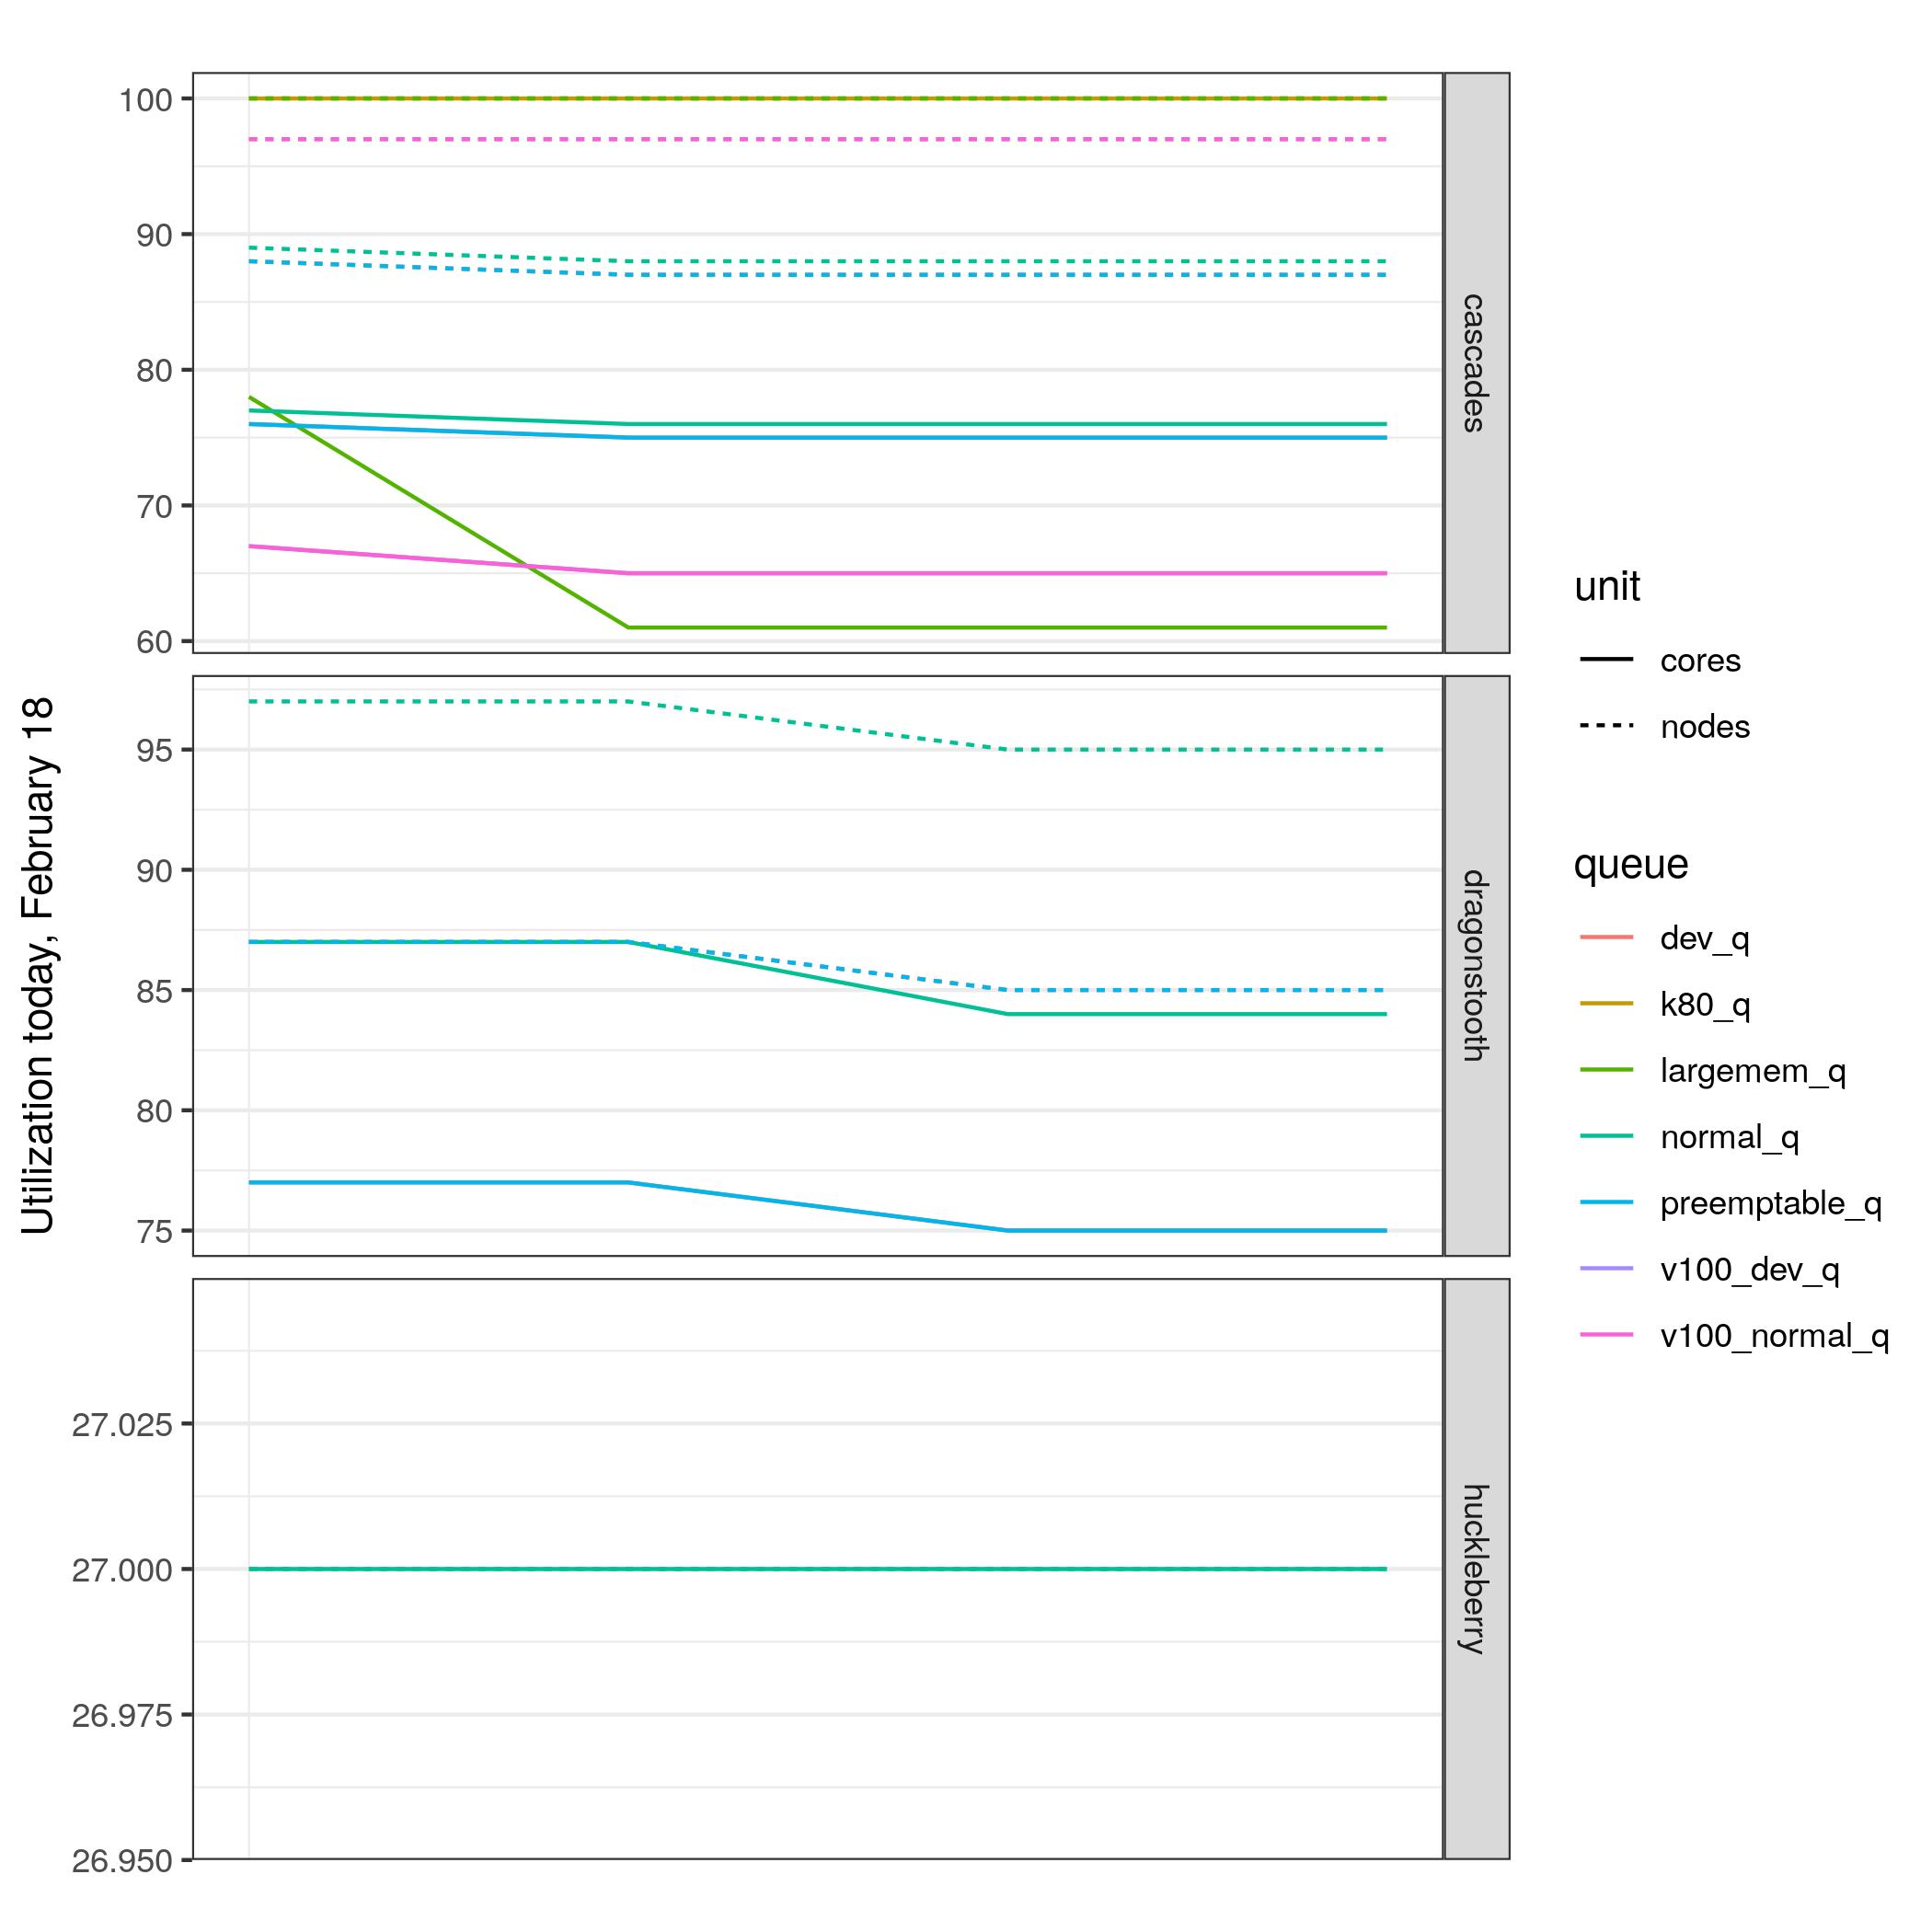 Utilization today, February 18
100
90
80
70
60
cascades
95
90
85
80
75
dragonstooth
27.025
27.000
26.975
26.950
huckleberry
unit
cores
nodes
queue
dev_q
k80_q
largemem_q
normal_q
preemptable_q
v100_dev_q
v100_normal_q